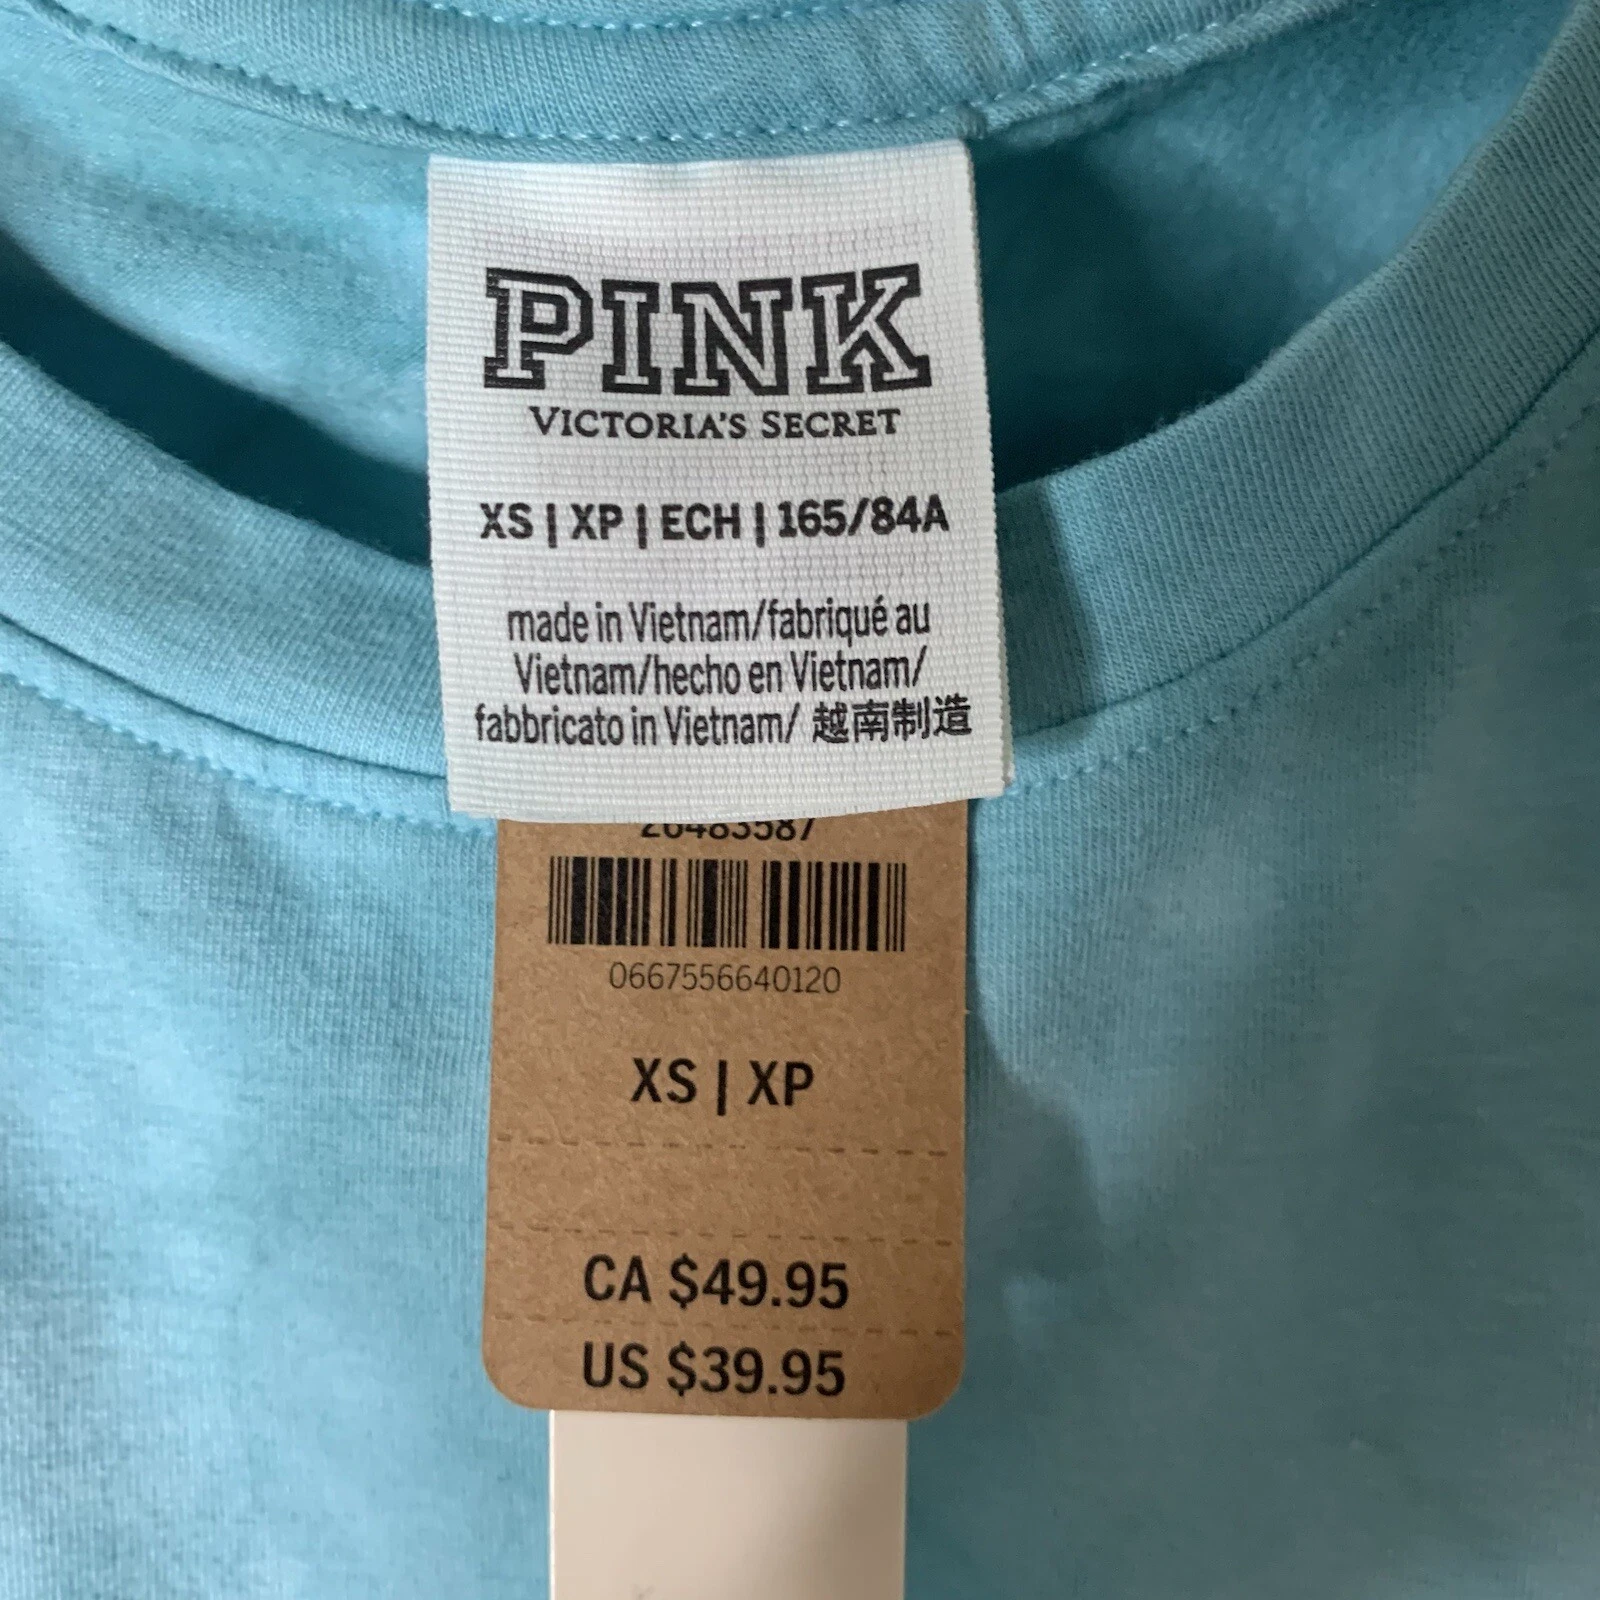 PINK
VICTORIA'S SECRET
XS | XP | ECH | 165/84A
made in Vietnam/fabriqué au
Vietnam/hecho en Vietnam/
fabbricato in Vietnam/ 越南制造
26483587
0667556640120
XS | XP
CA $49.95
US $39.95